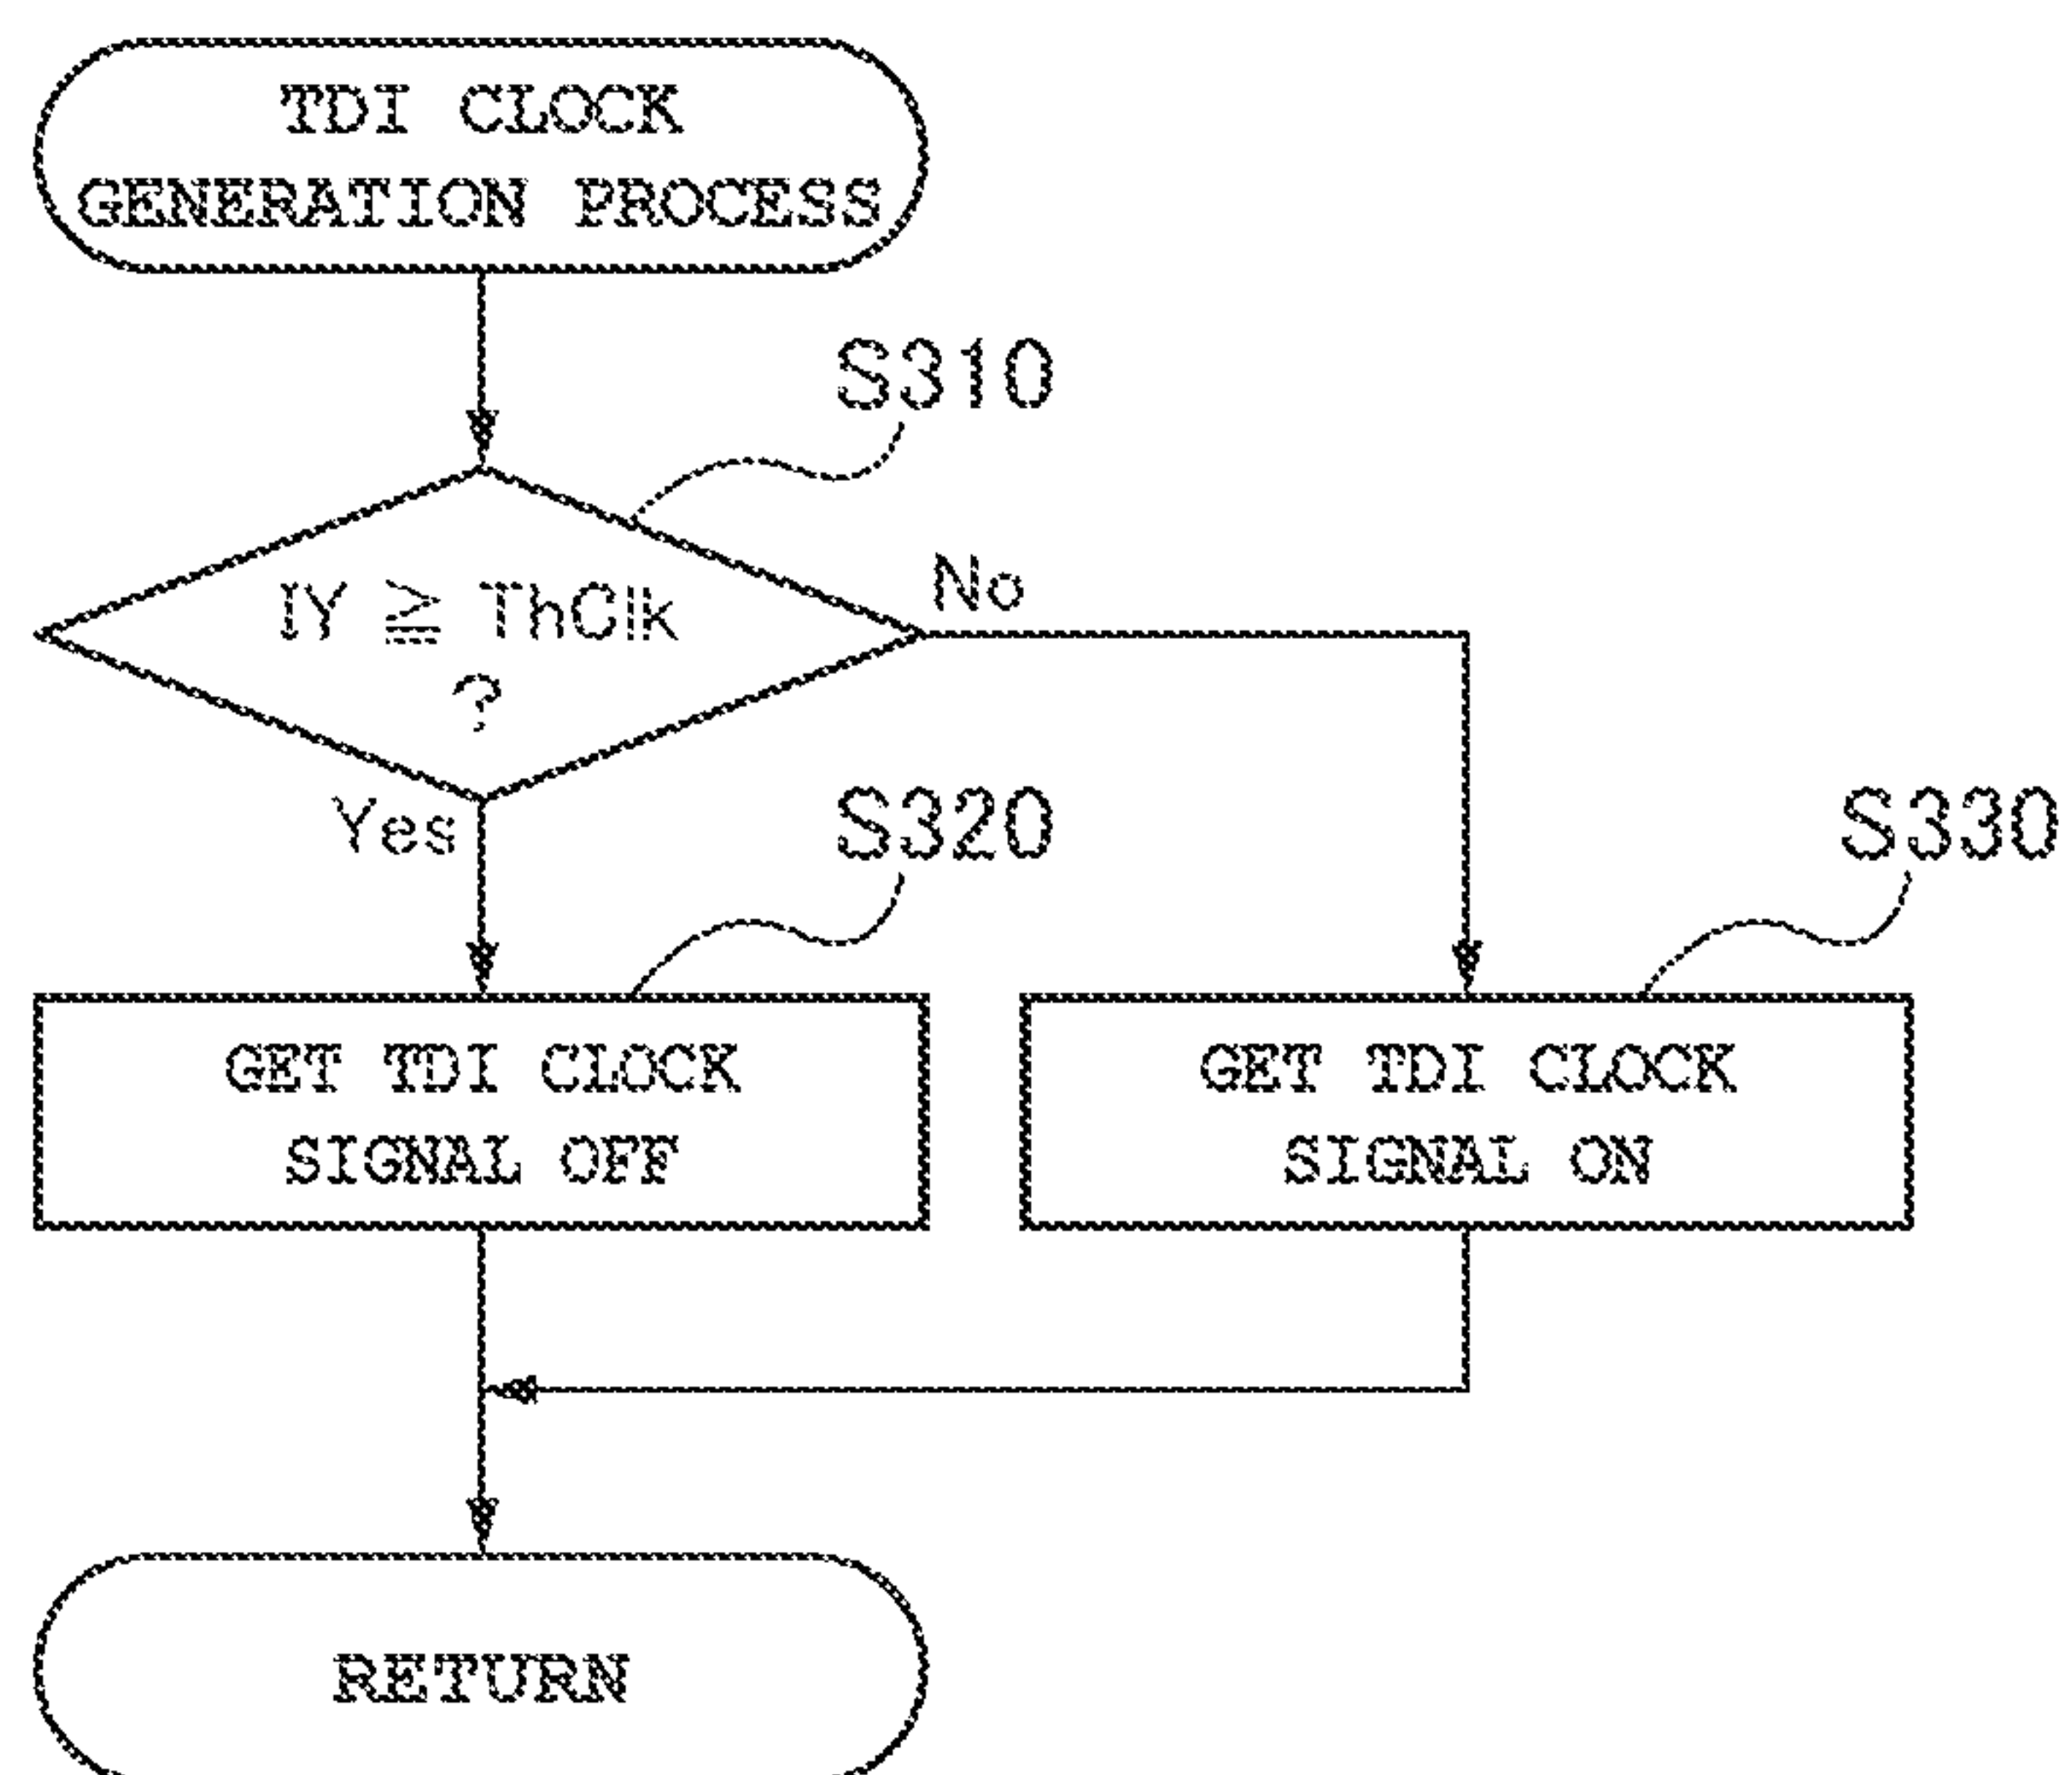 TDI CLOCK
GENERATION PROCESS
S310
IY ≧ ThClk
?
No
Yes
S320
S330
GET TDI CLOCK
SIGNAL OFF
GET TDI CLOCK
SIGNAL ON
RETURN